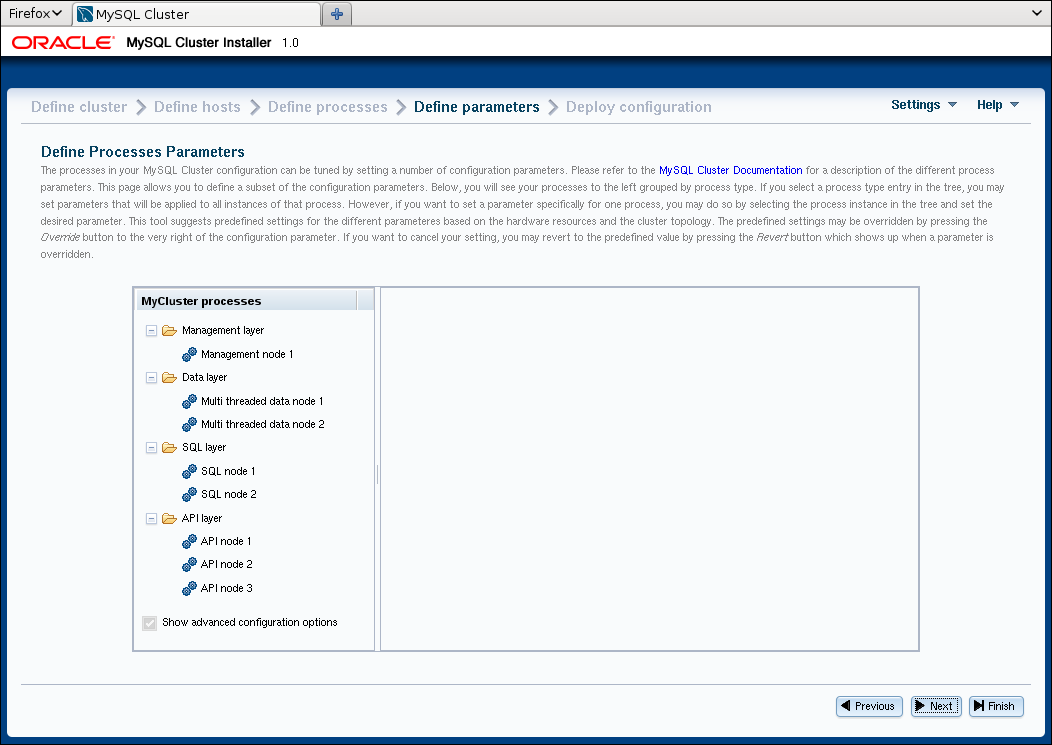 Firefox
MySQL Cluster
ORACLE MySQL Cluster Installer 1.0
Define cluster Define hosts Define processes Define parameters Deploy configuration Settings Help
Define Processes Parameters
The processes in your MySQL Cluster configuration can be tuned by setting a number of configuration parameters. Please refer to the MySQL Cluster Documentation for a description of the different process
parameters. This page allows you to define a subset of the configuration parameters. Below, you will see your processes to the left grouped by process type. If you select a process type entry in the tree, you may
set parameters that will be applied to all instances of that process. However, if you want to set a parameter specifically for one process, you may do so by selecting the process instance in the tree and set the
desired parameter. This tool suggests predefined settings for the different parameteres based on the hardware resources and the cluster topology. The predefined settings may be overridden by pressing the
Override button to the very right of the configuration parameter. If you want to cancel your setting, you may revert to the predefined value by pressing the Revert button which shows up when a parameter is
overridden.
MyCluster processes
Management layer
Management node 1
Data layer
Multi threaded data node 1
Multi threaded data node 2
SQL layer
SQL node 1
SQL node 2
API layer
API node 1
API node 2
API node 3
Show advanced configuration options
Previous Next Finish